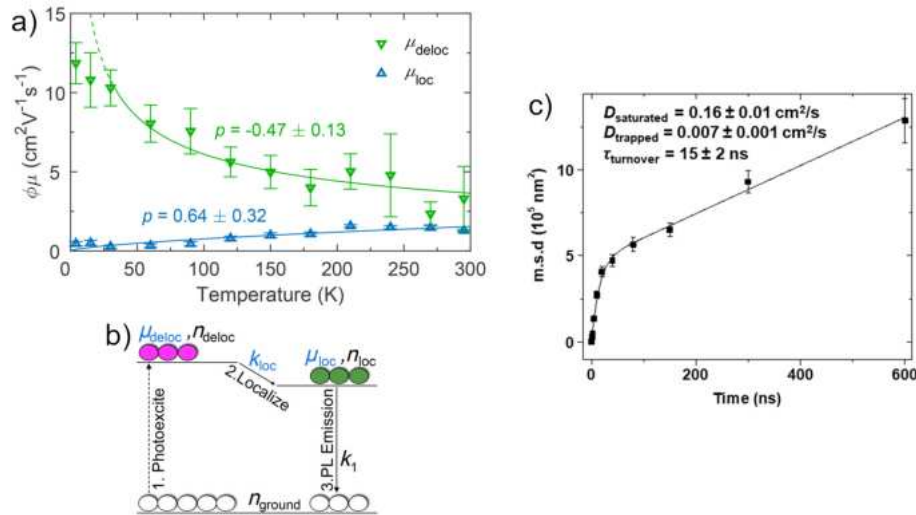 a)
15
10
5
0
ϕμ (cm²V⁻¹s⁻¹)
μdeloc
μloc
p = -0.47 ± 0.13
p = 0.64 ± 0.32
0 50 100 150 200 250 300
Temperature (K)
b)
μdeloc , ndeloc
kloc
2.Localize
μloc, nloc
1. Photoexcite
3.PL Emission
k1
nground
c)
Dsaturated = 0.16 ± 0.01 cm²/s
Dtrapped = 0.007 ± 0.001 cm²/s
τturnover = 15 ± 2 ns
10
5
0
m.s.d (10⁵ nm²)
0 200 400 600
Time (ns)